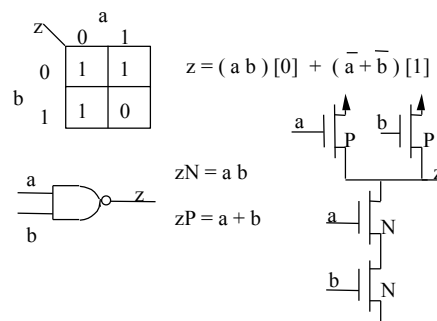 a
z
0 1
0 1 1
b
1 1 0
z = ( a b ) [0] + ( a̅ + b̅ ) [1]
a P
b P
z
a
b
z
zN = a b
zP = a + b
a N
b N